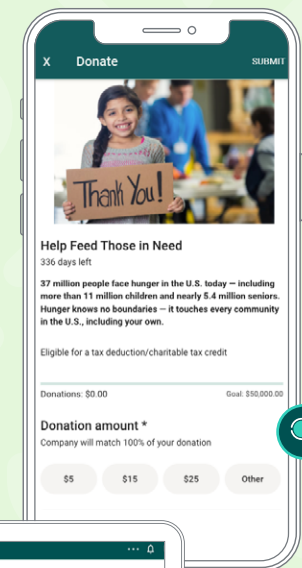 X Donate SUBMIT
Thank You!
Help Feed Those in Need
336 days left
37 million people face hunger in the U.S. today — including
more than 11 million children and nearly 5.4 million seniors.
Hunger knows no boundaries — it touches every community
in the U.S., including your own.
Eligible for a tax deduction/charitable tax credit
Donations: $0.00 Goal: $50,000.00
Donation amount *
Company will match 100% of your donation
$5 $15 $25 Other